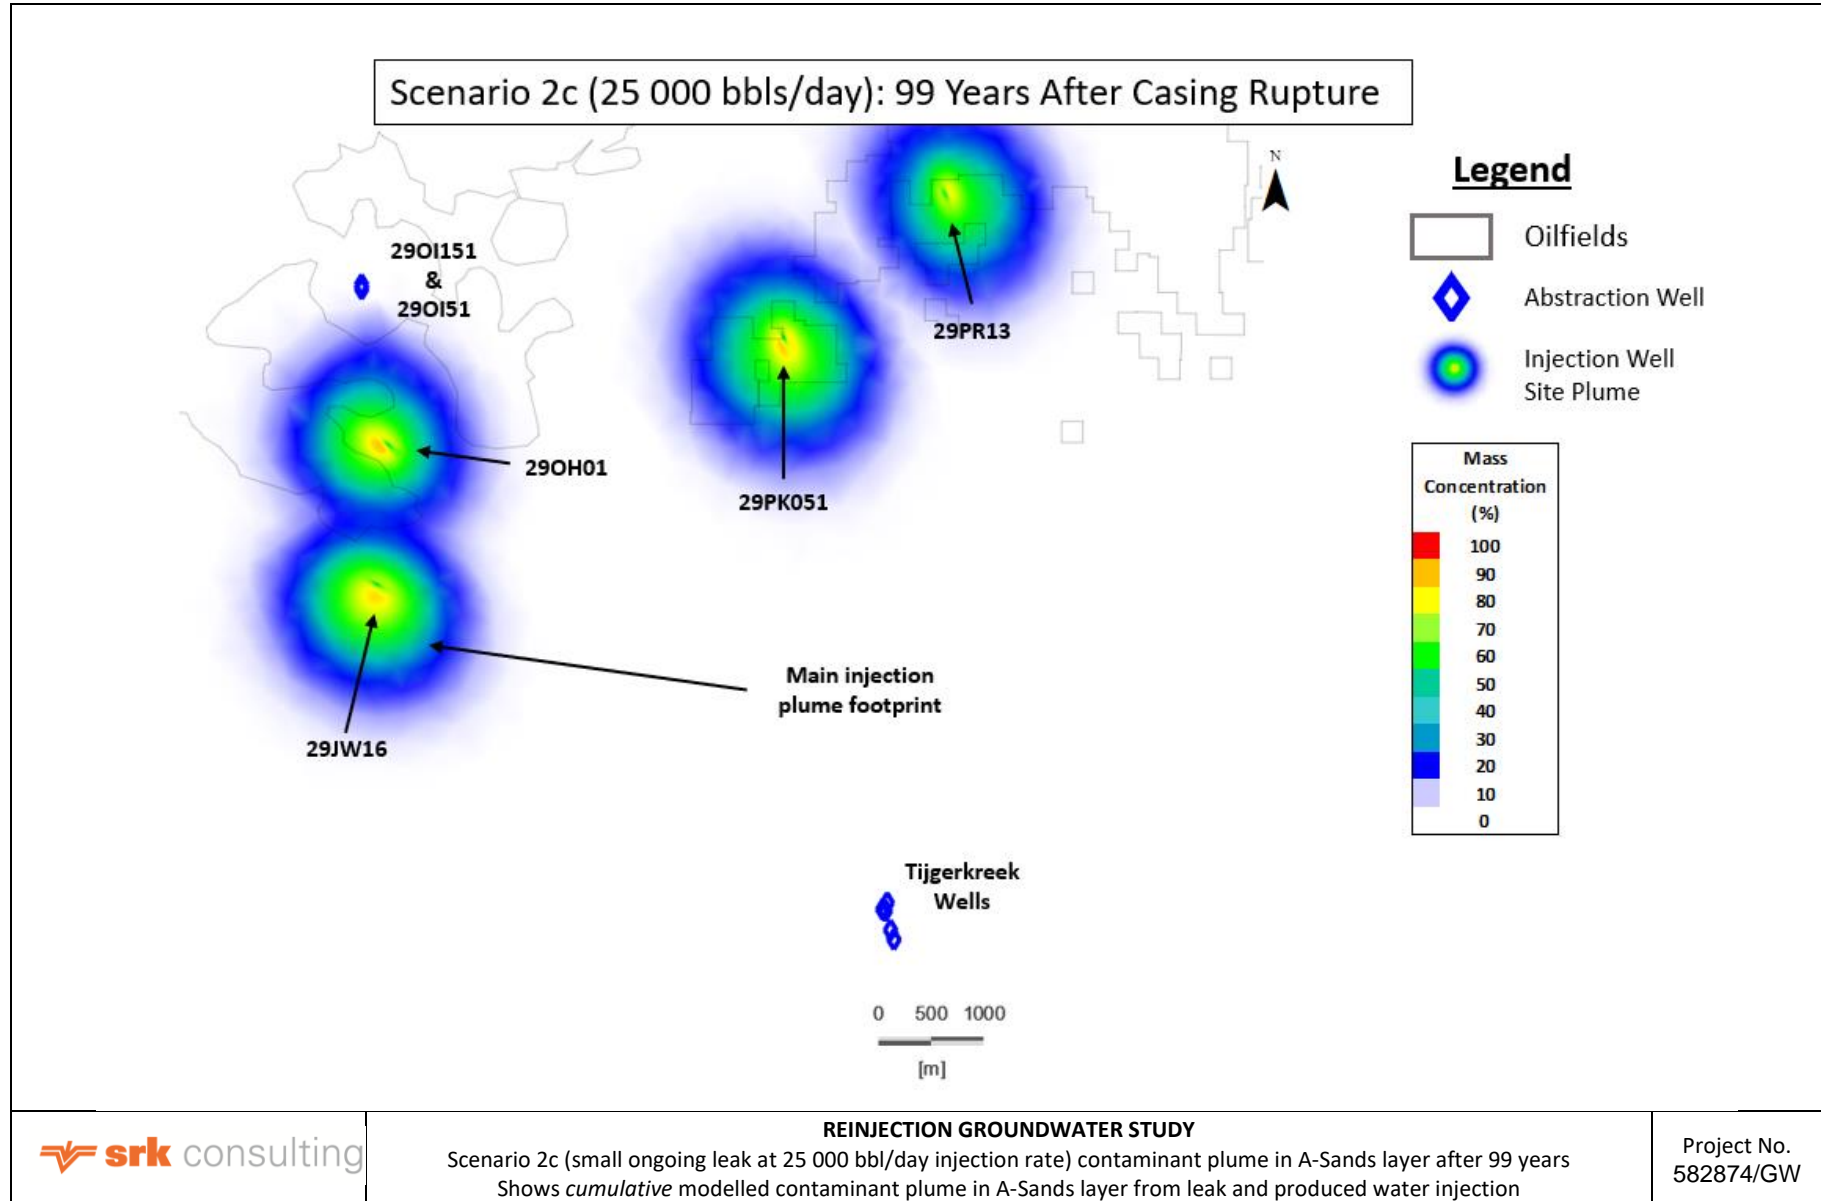 Scenario 2c (25 000 bbls/day): 99 Years After Casing Rupture
N
Legend
Oilfields
Abstraction Well
Injection Well
Site Plume
Mass
Concentration
(%)
100
90
80
70
60
50
40
30
20
10
0
29OI151
&
29OI51
29PR13
29OH01
29PK051
Main injection
plume footprint
29JW16
Tijgerkreek
Wells
0 500 1000
[m]
srk consulting
REINJECTION GROUNDWATER STUDY
Scenario 2c (small ongoing leak at 25 000 bbl/day injection rate) contaminant plume in A-Sands layer after 99 years
Shows cumulative modelled contaminant plume in A-Sands layer from leak and produced water injection
Project No.
582874/GW